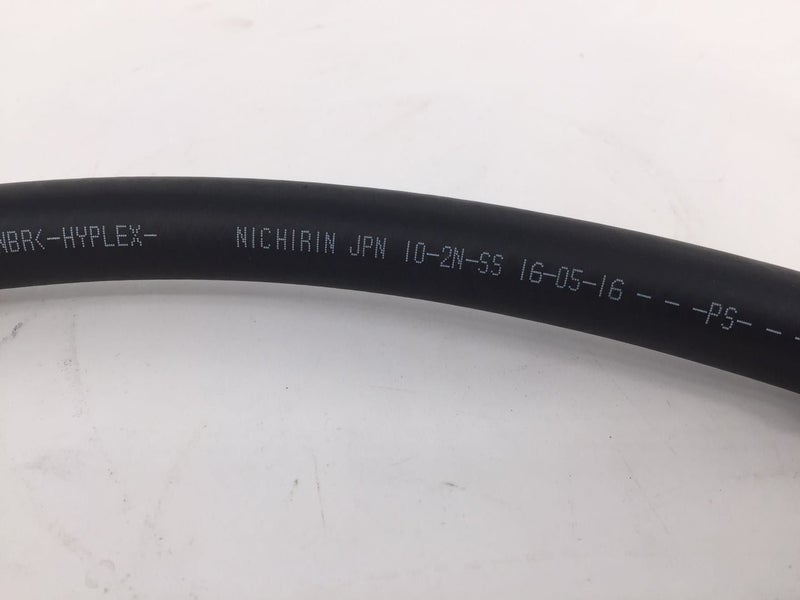 NBR<-HYPLEX- NICHIRIN JPN 10-2N-SS 16-05-16 - - -PS- - -